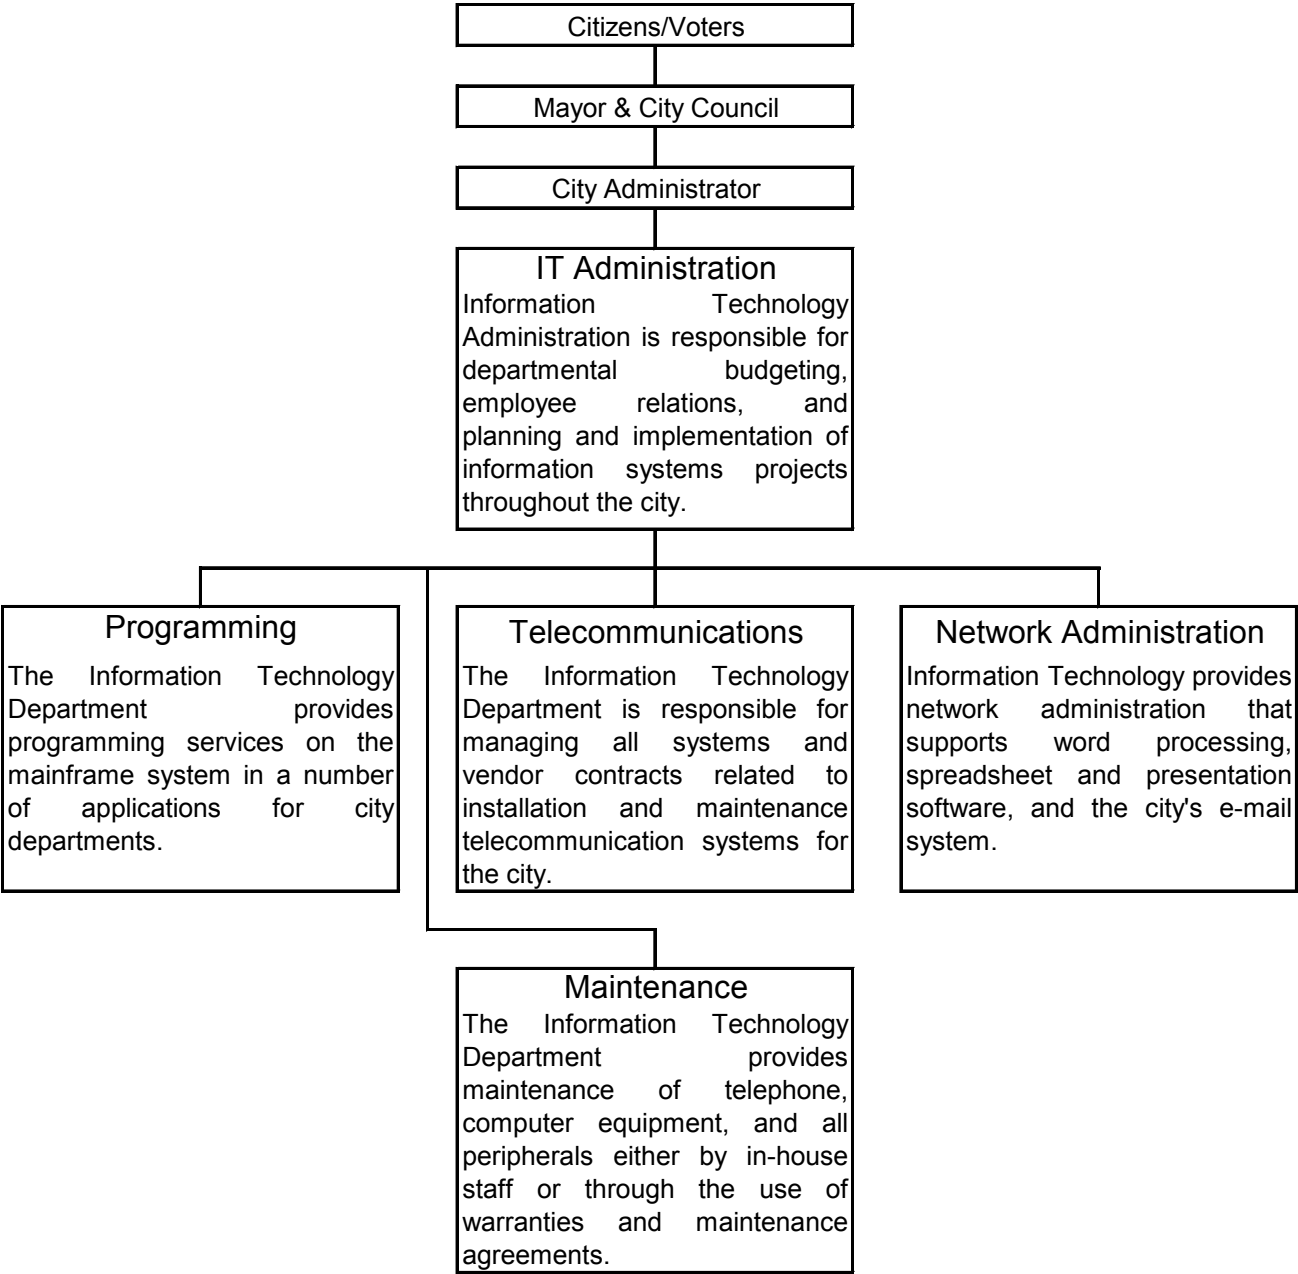 Citizens/Voters
Mayor & City Council
City Administrator
IT Administration
Information Technology
Administration is responsible for
departmental budgeting,
employee relations, and
planning and implementation of
information systems projects
throughout the city.
Programming
The Information Technology
Department provides
programming services on the
mainframe system in a number
of applications for city
departments.
Telecommunications
The Information Technology
Department is responsible for
managing all systems and
vendor contracts related to
installation and maintenance
telecommunication systems for
the city.
Network Administration
Information Technology provides
network administration that
supports word processing,
spreadsheet and presentation
software, and the city's e-mail
system.
Maintenance
The Information Technology
Department provides
maintenance of telephone,
computer equipment, and all
peripherals either by in-house
staff or through the use of
warranties and maintenance
agreements.